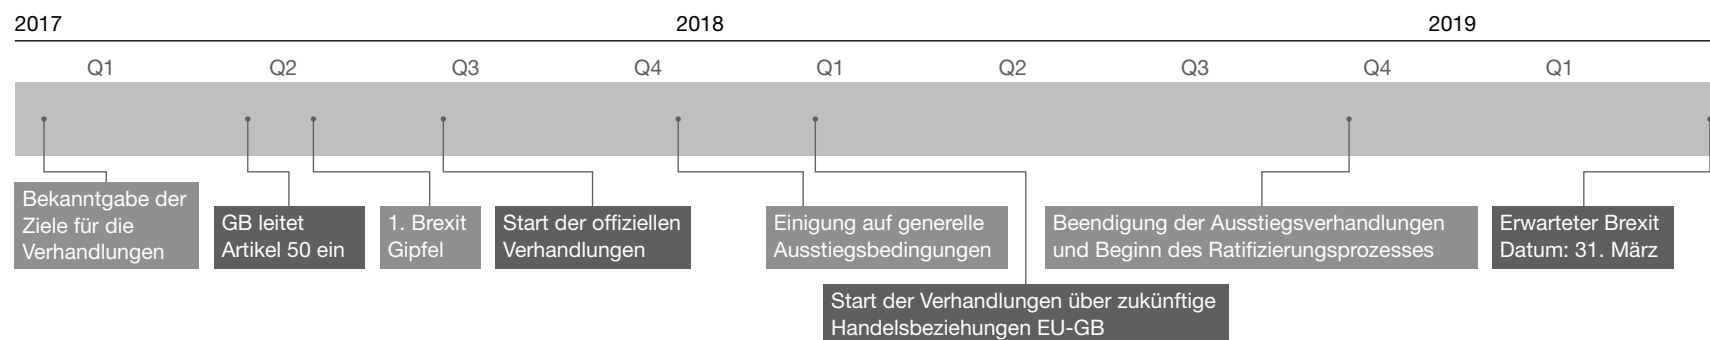 2017 2018 2019
Q1 Q2 Q3 Q4 Q1 Q2 Q3 Q4 Q1
Bekanntgabe der
Ziele für die
Verhandlungen
GB leitet
Artikel 50 ein
1. Brexit
Gipfel
Start der offiziellen
Verhandlungen
Einigung auf generelle
Ausstiegsbedingungen
Start der Verhandlungen über zukünftige
Handelsbeziehungen EU-GB
Beendigung der Ausstiegsverhandlungen
und Beginn des Ratifizierungsprozesses
Erwarteter Brexit
Datum: 31. März